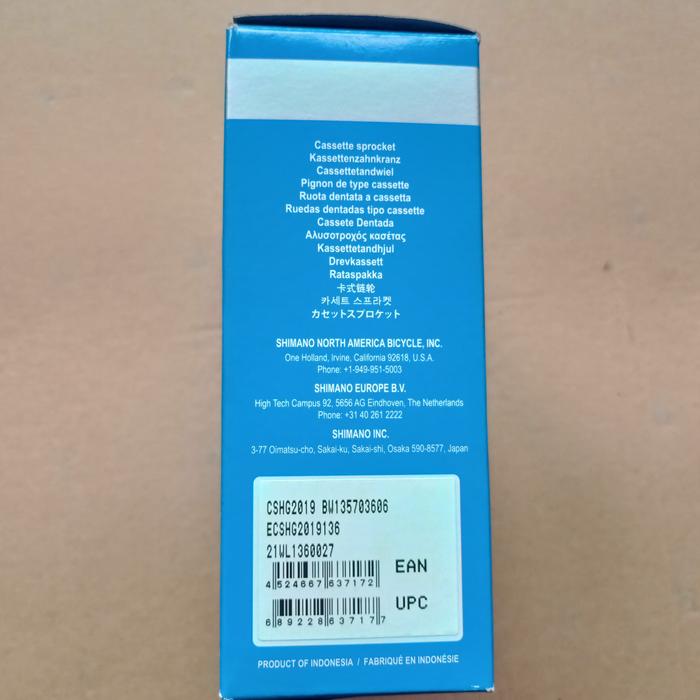 Cassette sprocket
Kassettenzahnkranz
Cassettetandwiel
Pignon de type cassette
Ruota dentata a cassetta
Ruedas dentadas tipo cassette
Cassete Dentada
Αλυσοτροχός κασέτας
Kassettetandhjul
Drevkassett
Rataspakka
卡式链轮
카세트 스프라켓
カセットスプロケット
SHIMANO NORTH AMERICA BICYCLE, INC.
One Holland, Irvine, California 92618, U.S.A.
Phone: +1-949-951-5003
SHIMANO EUROPE B.V.
High Tech Campus 92, 5656 AG Eindhoven, The Netherlands
Phone: +31 40 261 2222
SHIMANO INC.
3-77 Oimatsu-cho, Sakai-ku, Sakai-shi, Osaka 590-8577, Japan
CSHG2019 BW135703606
ECSHG2019136
21WL1360027
EAN
4 524667 637172
UPC
6 89228 63717 7
PRODUCT OF INDONESIA / FABRIQUÉ EN INDONÉSIE